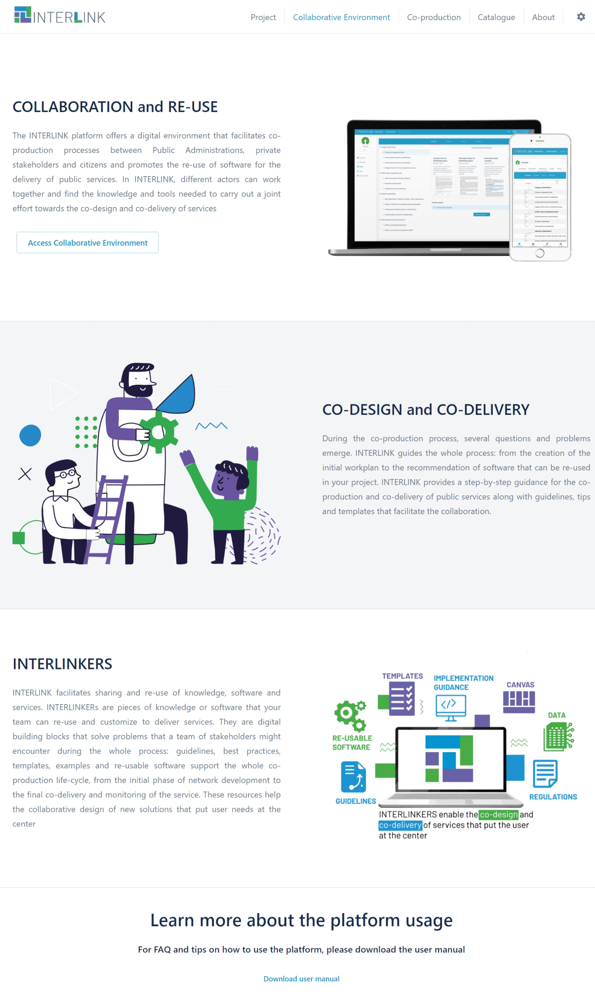 INTERLINK
Project
Collaborative Environment
Co-production
Catalogue
About
COLLABORATION and RE-USE
The INTERLINK platform offers a digital environment that facilitates co-
production processes between Public Administrations, private
stakeholders and citizens and promotes the re-use of software for the
delivery of public services. In INTERLINK, different actors can work
together and find the knowledge and tools needed to carry out a joint
effort towards the co-design and co-delivery of services
Access Collaborative Environment
CO-DESIGN and CO-DELIVERY
During the co-production process, several questions and problems
emerge. INTERLINK guides the whole process: from the creation of the
initial workplan to the recommendation of software that can be re-used
in your project. INTERLINK provides a step-by-step guidance for the co-
production and co-delivery of public services along with guidelines, tips
and templates that facilitate the collaboration.
INTERLINKERS
INTERLINK facilitates sharing and re-use of knowledge, software and
services. INTERLINKERs are pieces of knowledge or software that your
team can re-use and customize to deliver services. They are digital
building blocks that solve problems that a team of stakeholders might
encounter during the whole process: guidelines, best practices,
templates, examples and re-usable software support the whole co-
production life-cycle, from the initial phase of network development to
the final co-delivery and monitoring of the service. These resources help
the collaborative design of new solutions that put user needs at the
center
TEMPLATES
IMPLEMENTATION
GUIDANCE
CANVAS
DATA
RE-USABLE
SOFTWARE
GUIDELINES
REGULATIONS
INTERLINKERS enable the co-design and
co-delivery of services that put the user
at the center
Learn more about the platform usage
For FAQ and tips on how to use the platform, please download the user manual
Download user manual